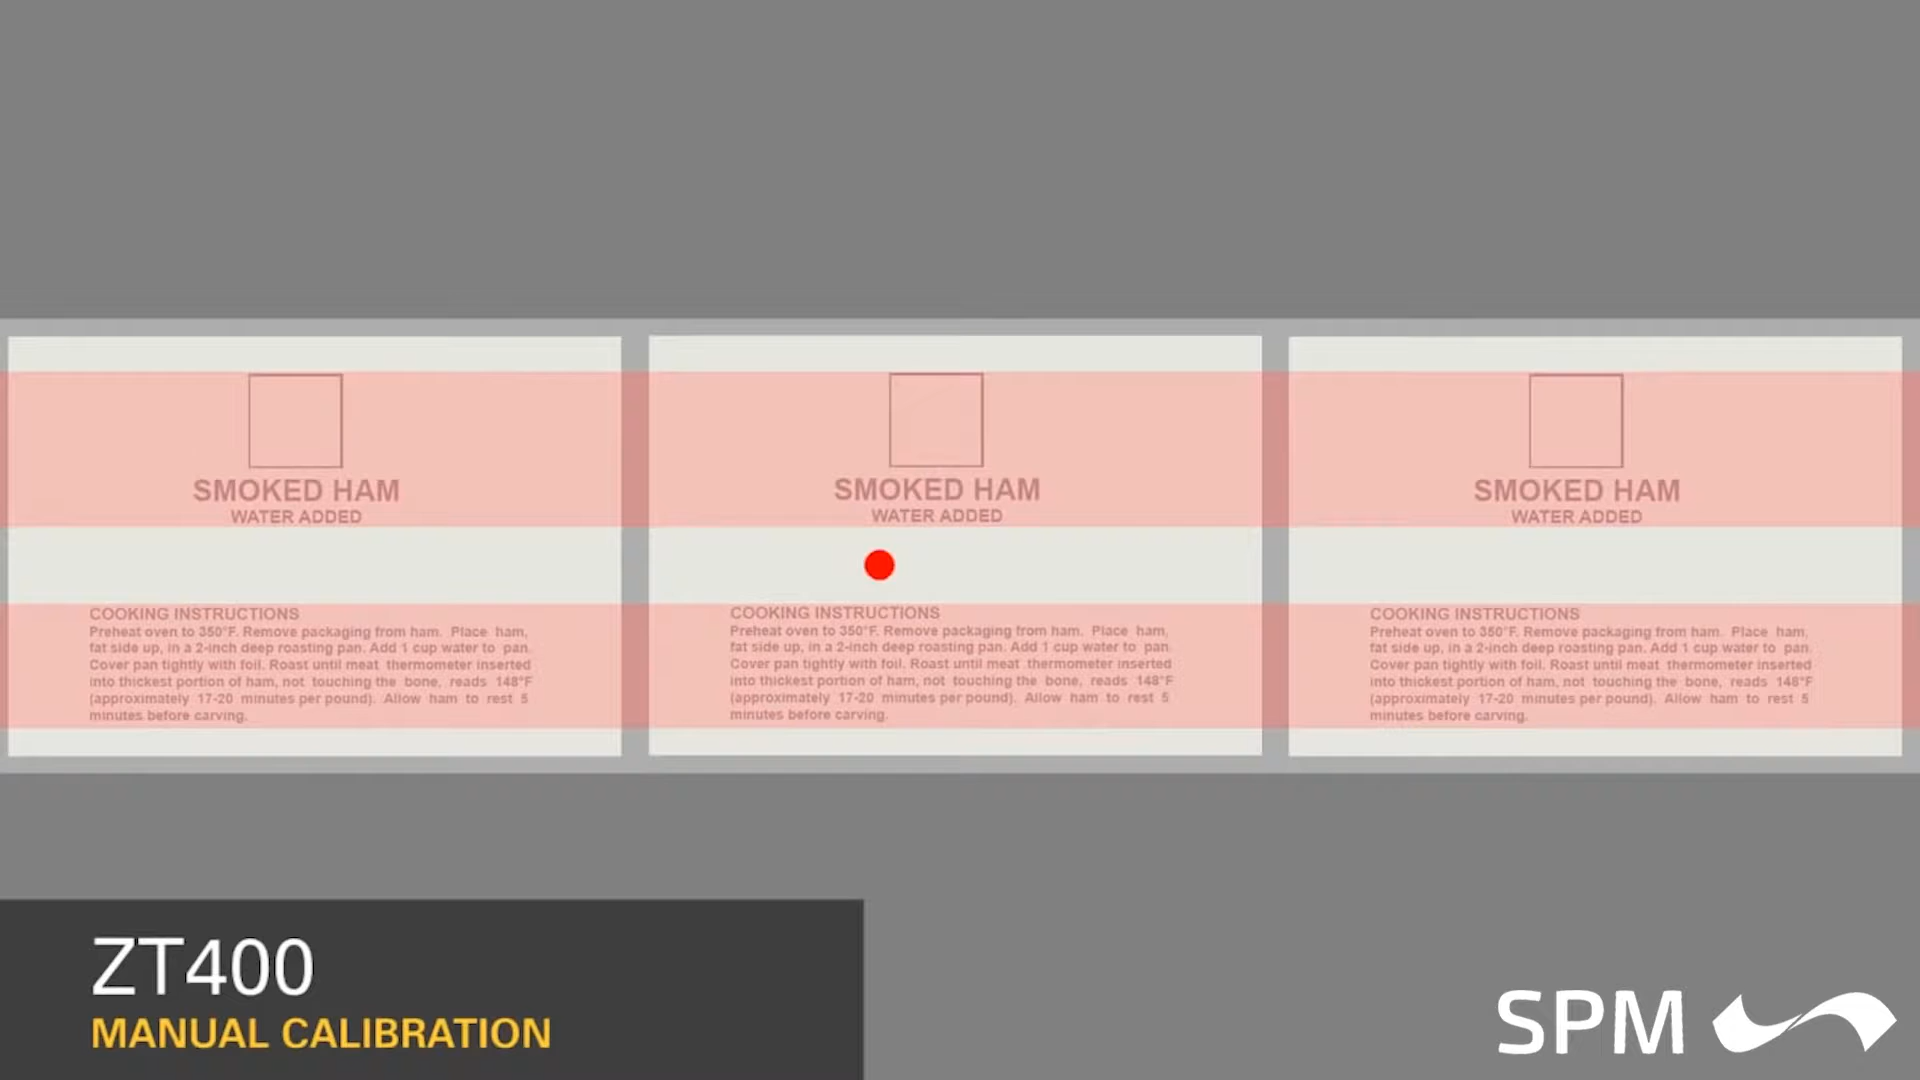 SMOKED HAM
WATER ADDED
COOKING INSTRUCTIONS
Preheat oven to 350°F. Remove packaging from ham. Place ham,
fat side up, in a 2-inch deep roasting pan. Add 1 cup water to pan.
Cover pan tightly with foil. Roast until meat thermometer inserted
into thickest portion of ham, not touching the bone, reads 148°F
(approximately 17-20 minutes per pound). Allow ham to rest 5
minutes before carving.
SMOKED HAM
WATER ADDED
COOKING INSTRUCTIONS
Preheat oven to 350°F. Remove packaging from ham. Place ham,
fat side up, in a 2-inch deep roasting pan. Add 1 cup water to pan.
Cover pan tightly with foil. Roast until meat thermometer inserted
into thickest portion of ham, not touching the bone, reads 148°F
(approximately 17-20 minutes per pound). Allow ham to rest 5
minutes before carving.
SMOKED HAM
WATER ADDED
COOKING INSTRUCTIONS
Preheat oven to 350°F. Remove packaging from ham. Place ham,
fat side up, in a 2-inch deep roasting pan. Add 1 cup water to pan.
Cover pan tightly with foil. Roast until meat thermometer inserted
into thickest portion of ham, not touching the bone, reads 148°F
(approximately 17-20 minutes per pound). Allow ham to rest 5
minutes before carving.
ZT400
MANUAL CALIBRATION
SPM